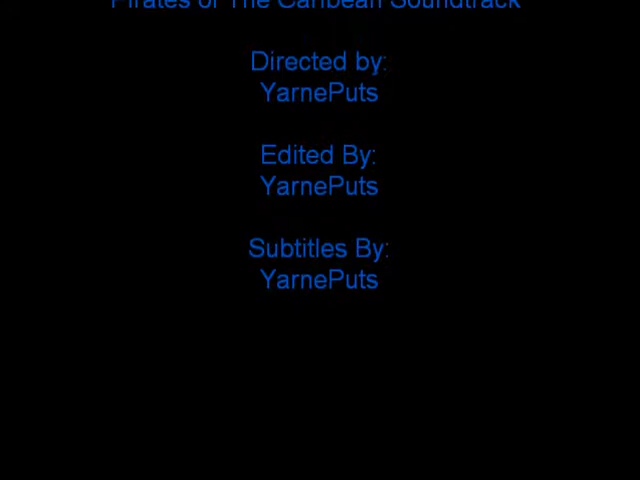 Pirates of The Caribean Soundtrack
Directed by:
YarnePuts
Edited By:
YarnePuts
Subtitles By:
YarnePuts